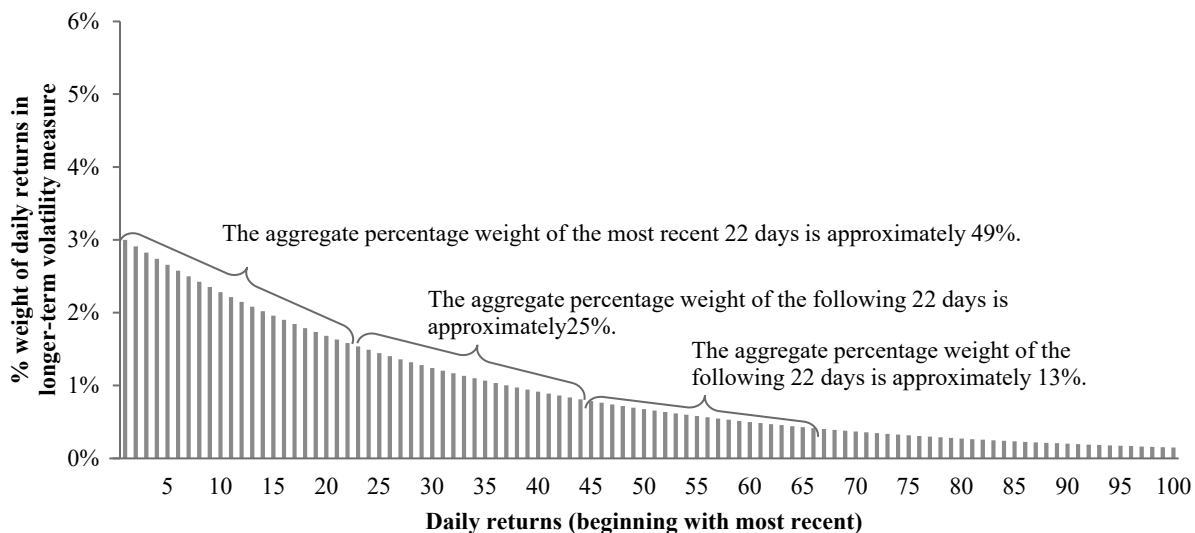 6%
5%
4%
3%
2%
1%
0%
% weight of daily returns in
longer-term volatility measure
The aggregate percentage weight of the most recent 22 days is approximately 49%.
The aggregate percentage weight of the following 22 days is
approximately25%.
The aggregate percentage weight of the
following 22 days is approximately 13%.
5 10 15 20 25 30 35 40 45 50 55 60 65 70 75 80 85 90 95 100
Daily returns (beginning with most recent)